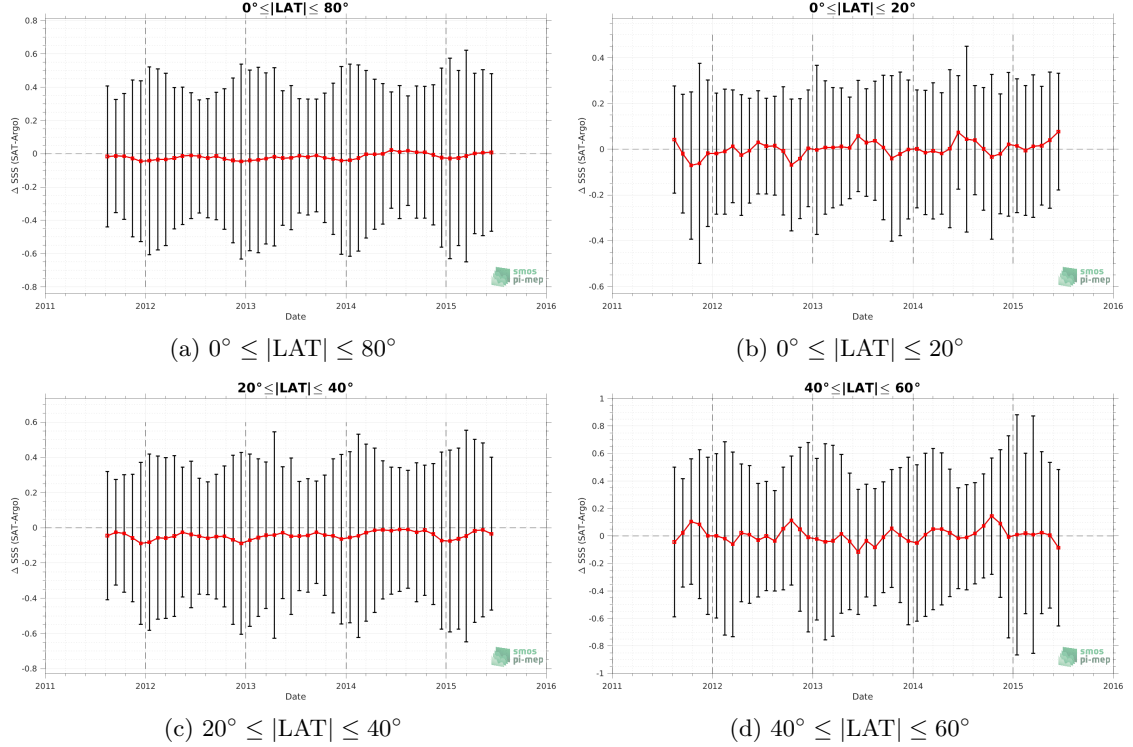 0°≤|LAT|≤ 80°
0.8
0.6
0.4
0.2
0
-0.2
-0.4
-0.6
-0.8
Δ SSS (SAT-Argo)
2011
2012
2013
2014
2015
2016
Date
smos
pi-mep
(a) 0° ≤ |LAT| ≤ 80°
0°≤|LAT|≤ 20°
0.4
0.2
0
-0.2
-0.4
-0.6
Δ SSS (SAT-Argo)
2011
2012
2013
2014
2015
2016
Date
smos
pi-mep
(b) 0° ≤ |LAT| ≤ 20°
20°≤|LAT|≤ 40°
0.6
0.4
0.2
0
-0.2
-0.4
-0.6
-0.8
Δ SSS (SAT-Argo)
2011
2012
2013
2014
2015
2016
Date
smos
pi-mep
(c) 20° ≤ |LAT| ≤ 40°
40°≤|LAT|≤ 60°
1
0.8
0.6
0.4
0.2
0
-0.2
-0.4
-0.6
-0.8
-1
Δ SSS (SAT-Argo)
2011
2012
2013
2014
2015
2016
Date
smos
pi-mep
(d) 40° ≤ |LAT| ≤ 60°